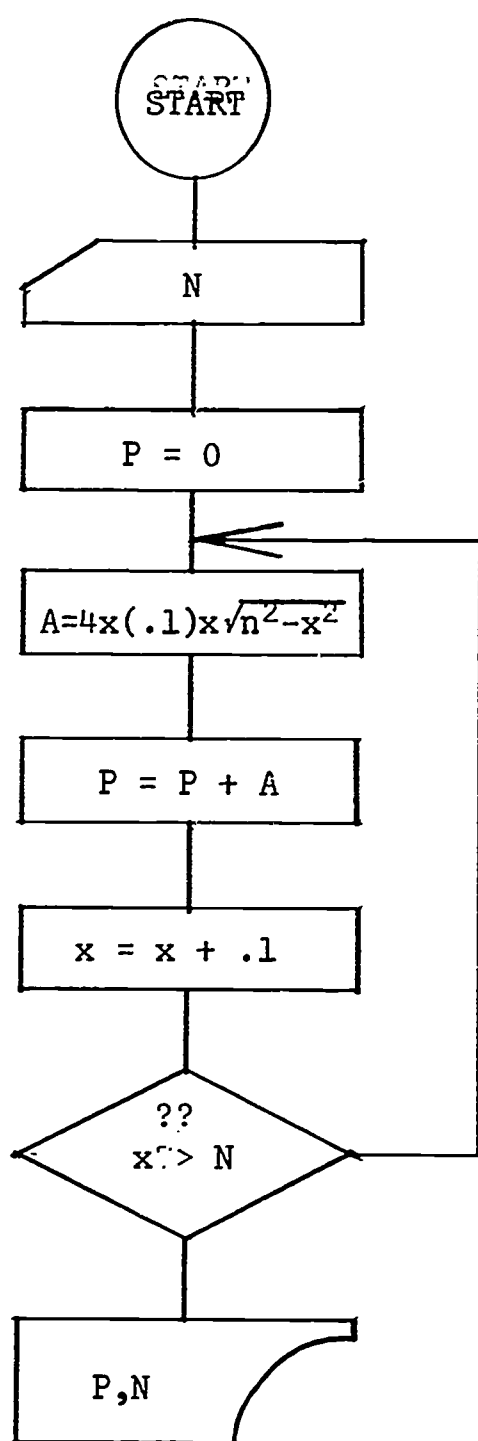 START
N
P = 0
A=4x(.1)x√n²-x²
P = P + A
x = x + .1
??
x > N
P,N